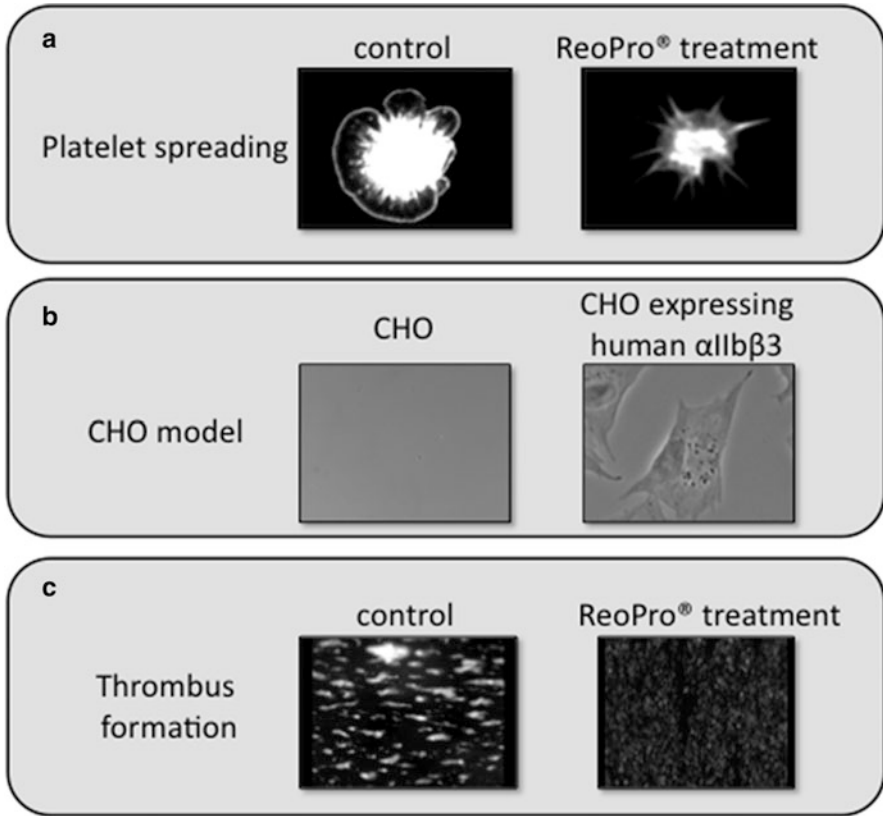 a
control
ReoPro® treatment
Platelet spreading
b
CHO
CHO expressing
human αIIbβ3
CHO model
c
control
ReoPro® treatment
Thrombus
formation